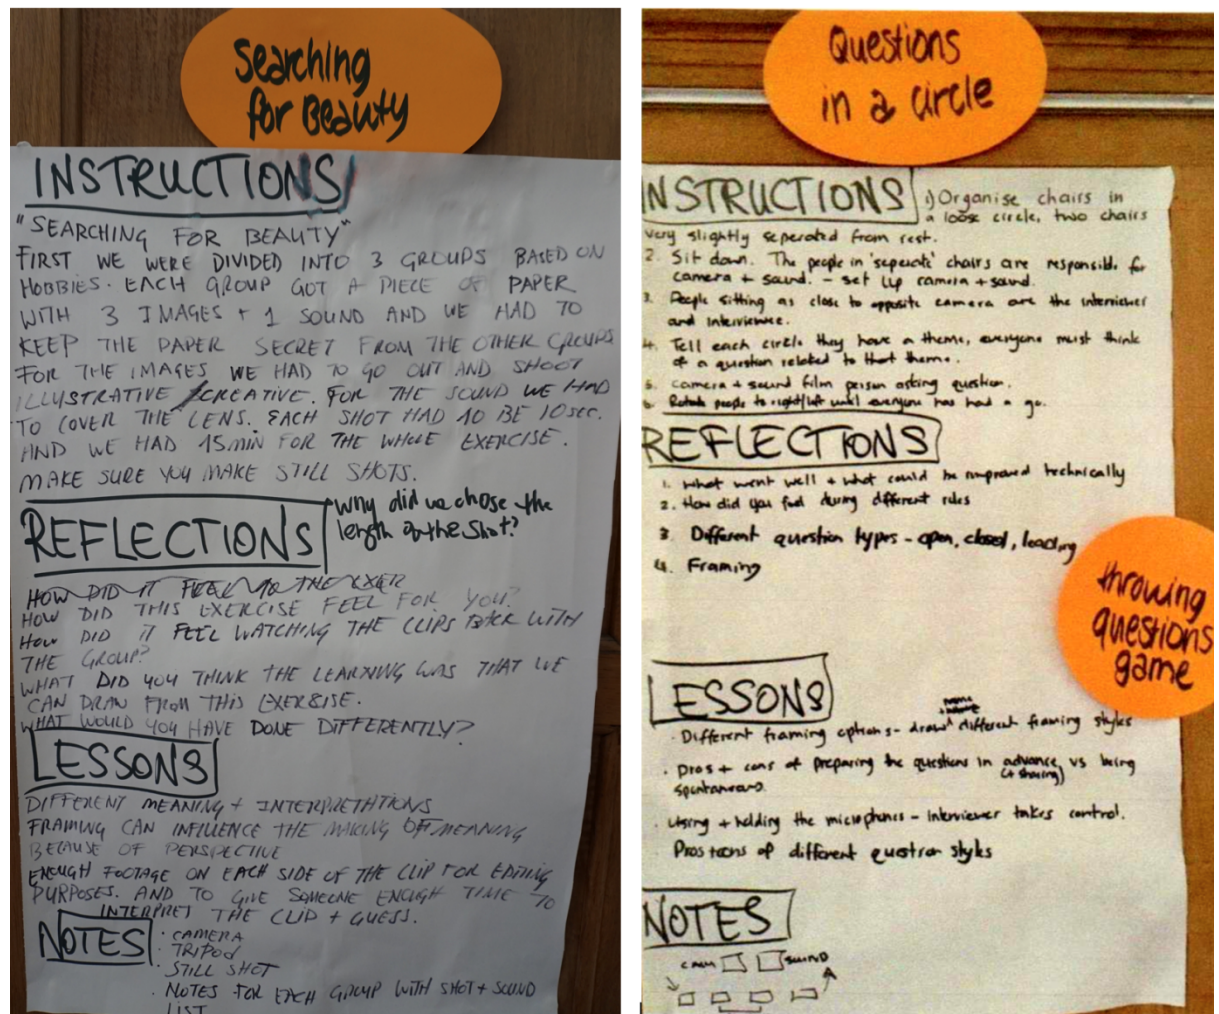 Searching
for Beauty
INSTRUCTIONS
"SEARCHING FOR BEAUTY"
FIRST WE WERE DIVIDED INTO 3 GROUPS BASED ON
HOBBIES. EACH GROUP GOT A PIECE OF PAPER
WITH 3 IMAGES + 1 SOUND AND WE HAD TO
KEEP THE PAPER SECRET FROM THE OTHER GROUPS
FOR THE IMAGES WE HAD TO GO OUT AND SHOOT
ILLUSTRATIVE / CREATIVE. FOR THE SOUND WE HAD
TO COVER THE LENS. EACH SHOT HAD TO BE 10SEC.
AND WE HAD 15MIN FOR THE WHOLE EXERCISE.
MAKE SURE YOU MAKE STILL SHOTS.
REFLECTIONS
why did we chose the
length of the shot?
HOW DID IT FEEL TO THE EXER
HOW DID THIS EXERCISE FEEL FOR YOU?
HOW DID IT FEEL WATCHING THE CLIPS BACK WITH
THE GROUP?
WHAT DID YOU THINK THE LEARNING WAS THAT WE
CAN DRAW FROM THIS EXERSISE.
WHAT WOULD YOU HAVE DONE DIFFERENTLY?
LESSONS
DIFFERENT MEANING + INTERPRETATIONS
FRAMING CAN INFLUENCE THE MAKING OF MEANING
BECAUSE OF PERSPECTIVE
ENOUGH FOOTAGE ON EACH SIDE OF THE CLIP FOR EDITING
PURPOSES. AND TO GIVE SOMEONE ENOUGH TIME TO
INTERPRET THE CLIP + GUESS.
NOTES
· CAMERA
· TRIPOD
· STILL SHOT
· NOTES FOR EACH GROUP WITH SHOT + SOUND
LIST
Questions
in a circle
INSTRUCTIONS
1) Organise chairs in
a loose circle, two chairs
very slightly seperated from rest.
2. Sit down. The people in 'seperate' chairs are responsible for
camera + sound. - set up camera + sound.
3. People sitting as close to opposite camera are the interviewer
and interviewee.
4. Tell each circle they have a theme, everyone must think
of a question related to that theme.
5. Camera + sound film person asking question.
6. Rotate people to right/left until everyone has had a go.
REFLECTIONS
1. What went well + what could be improved technically
2. How did you feel during different roles
3. Different question types - open, closed, leading
4. Framing
throwing
questions
game
LESSONS
· Different framing options - draw different framing styles
· Pros + cons of preparing the questions in advance vs being
(+ sharing)
spontaneous.
· Using + holding the microphones - interviewer takes control.
Pros + cons of different question styles
NOTES
CAM SOUND